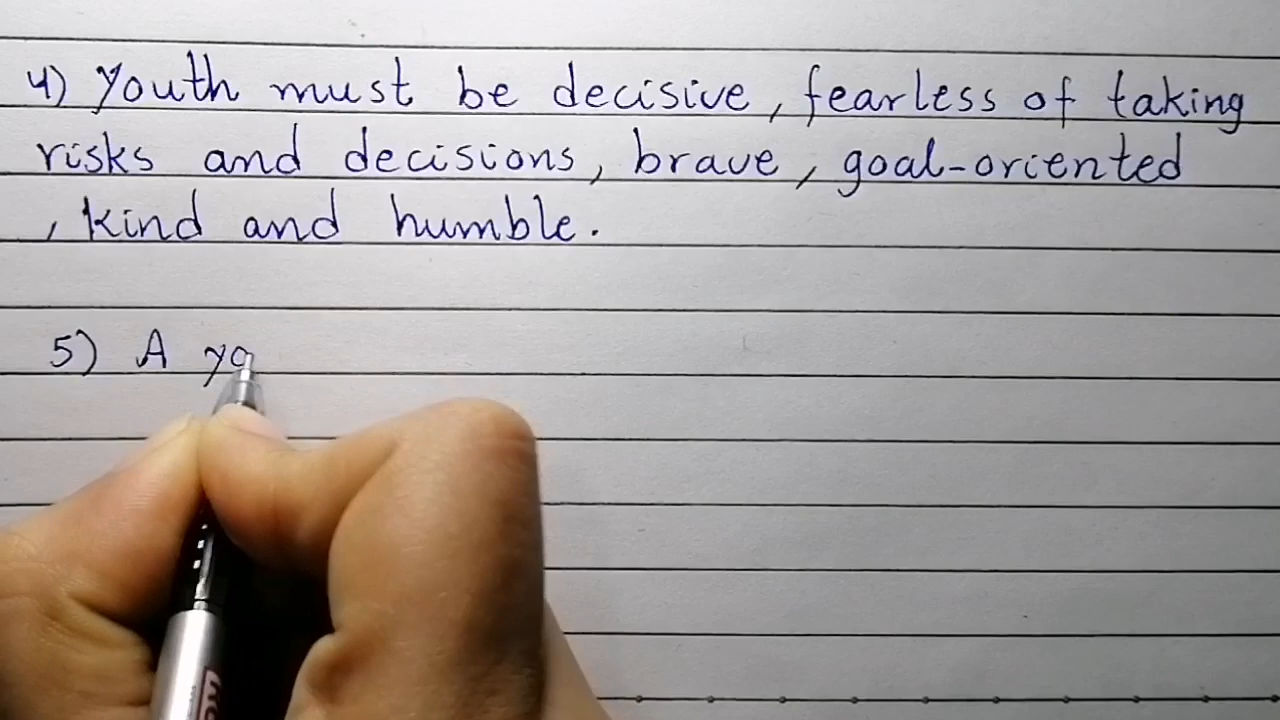 4) Youth must be decisive, fearless of taking
risks and decisions, brave, goal-oriented
, kind and humble.
5) A yo